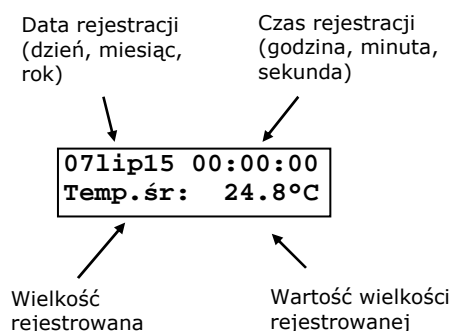 Data rejestracji
(dzień, miesiąc,
rok)
Czas rejestracji
(godzina, minuta,
sekunda)
07lip15 00:00:00
Temp.śr: 24.8°C
Wielkość
rejestrowana
Wartość wielkości
rejestrowanej